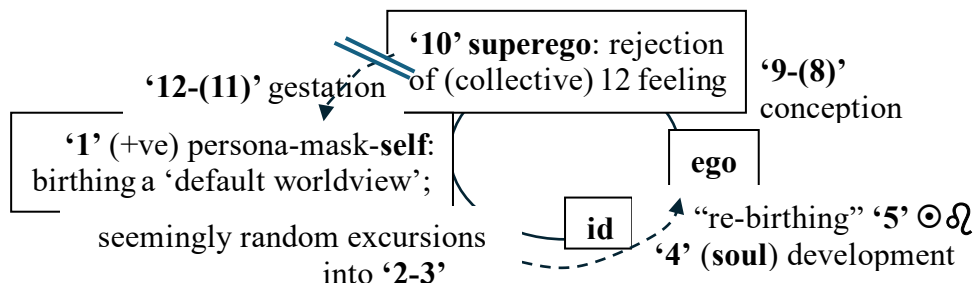 ‘10’ superego: rejection
of (collective) 12 feeling
‘9-(8)’
conception
‘12-(11)’ gestation
‘1’ (+ve) persona-mask-self:
birthing a ‘default worldview’;
ego
seemingly random excursions
into ‘2-3’
id
“re-birthing” ‘5’ ☉♌
‘4’ (soul) development